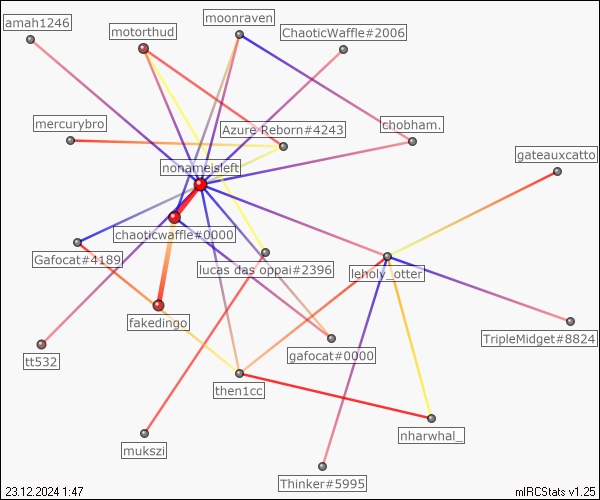 moonraven
amah1246
motorthud
ChaoticWaffle#2006
mercurybro
Azure Reborn#4243
chobham.
gateauxcatto
nonameisleft
chaoticwaffle#0000
Gafocat#4189
lucas das oppai#2396
leholy_otter
fakedingo
TripleMidget#8824
tt532
gafocat#0000
then1cc
nharwhal_
mukszi
Thinker#5995
23.12.2024 1:47
mIRCStats v1.25